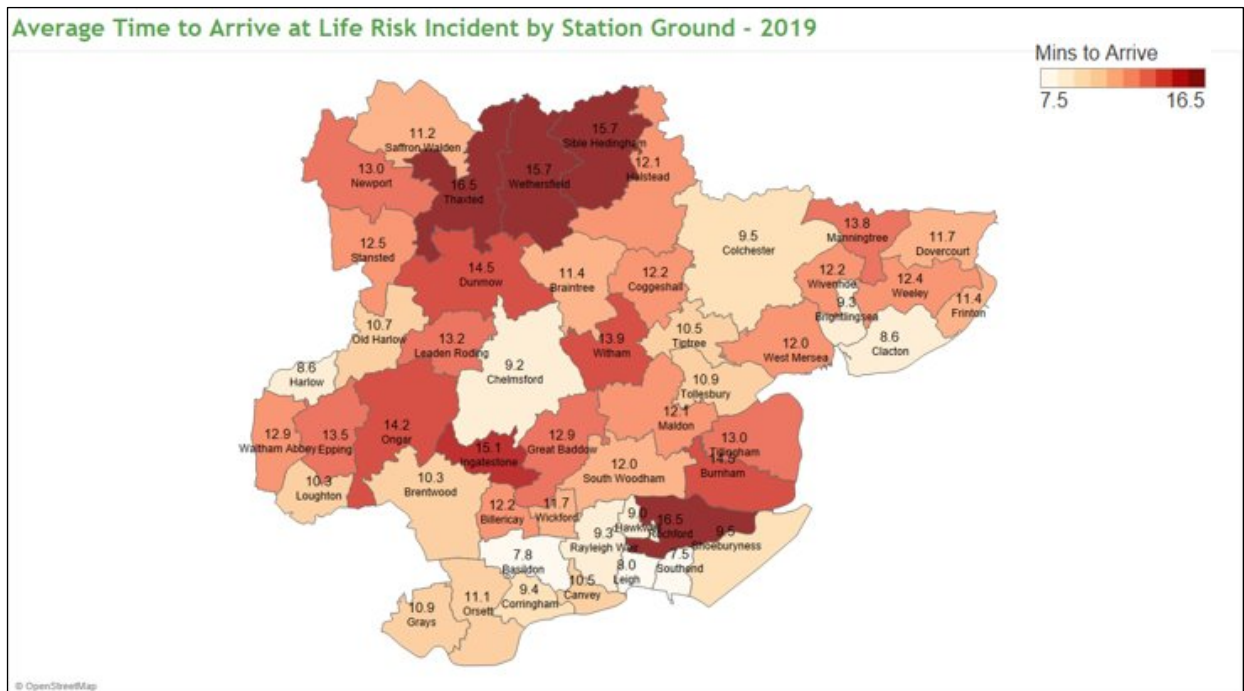 Average Time to Arrive at Life Risk Incident by Station Ground - 2019
Mins to Arrive
7.5 16.5
11.2
Saffron Walden
15.7
Sible Hedingham
13.0
Newport
16.5
Thaxted
15.7
Wethersfield
12.1
Halstead
12.5
Stansted
9.5
Colchester
13.8
Manningtree
11.7
Dovercourt
14.5
Dunmow
11.4
Braintree
12.2
Coggeshall
12.2
Wivenhoe
12.4
Weeley
9.3
Brightlingsea
11.4
Frinton
10.7
Old Harlow
13.2
Leaden Roding
13.9
Witham
10.5
Tiptree
12.0
West Mersea
8.6
Clacton
8.6
Harlow
9.2
Chelmsford
10.9
Tollesbury
12.9
Waltham Abbey
13.5
Epping
14.2
Ongar
15.1
Ingatestone
12.9
Great Baddow
12.1
Maldon
13.0
Tillingham
14.5
Burnham
10.3
Loughton
10.3
Brentwood
12.0
South Woodham
12.2
Billericay
11.7
Wickford
9.0
Hawkwell
16.5
Rochford
9.5
Shoeburyness
9.3
Rayleigh Weir
7.8
Basildon
8.0
Leigh
7.5
Southend
10.9
Grays
11.1
Orsett
9.4
Corringham
10.5
Canvey
© OpenStreetMap